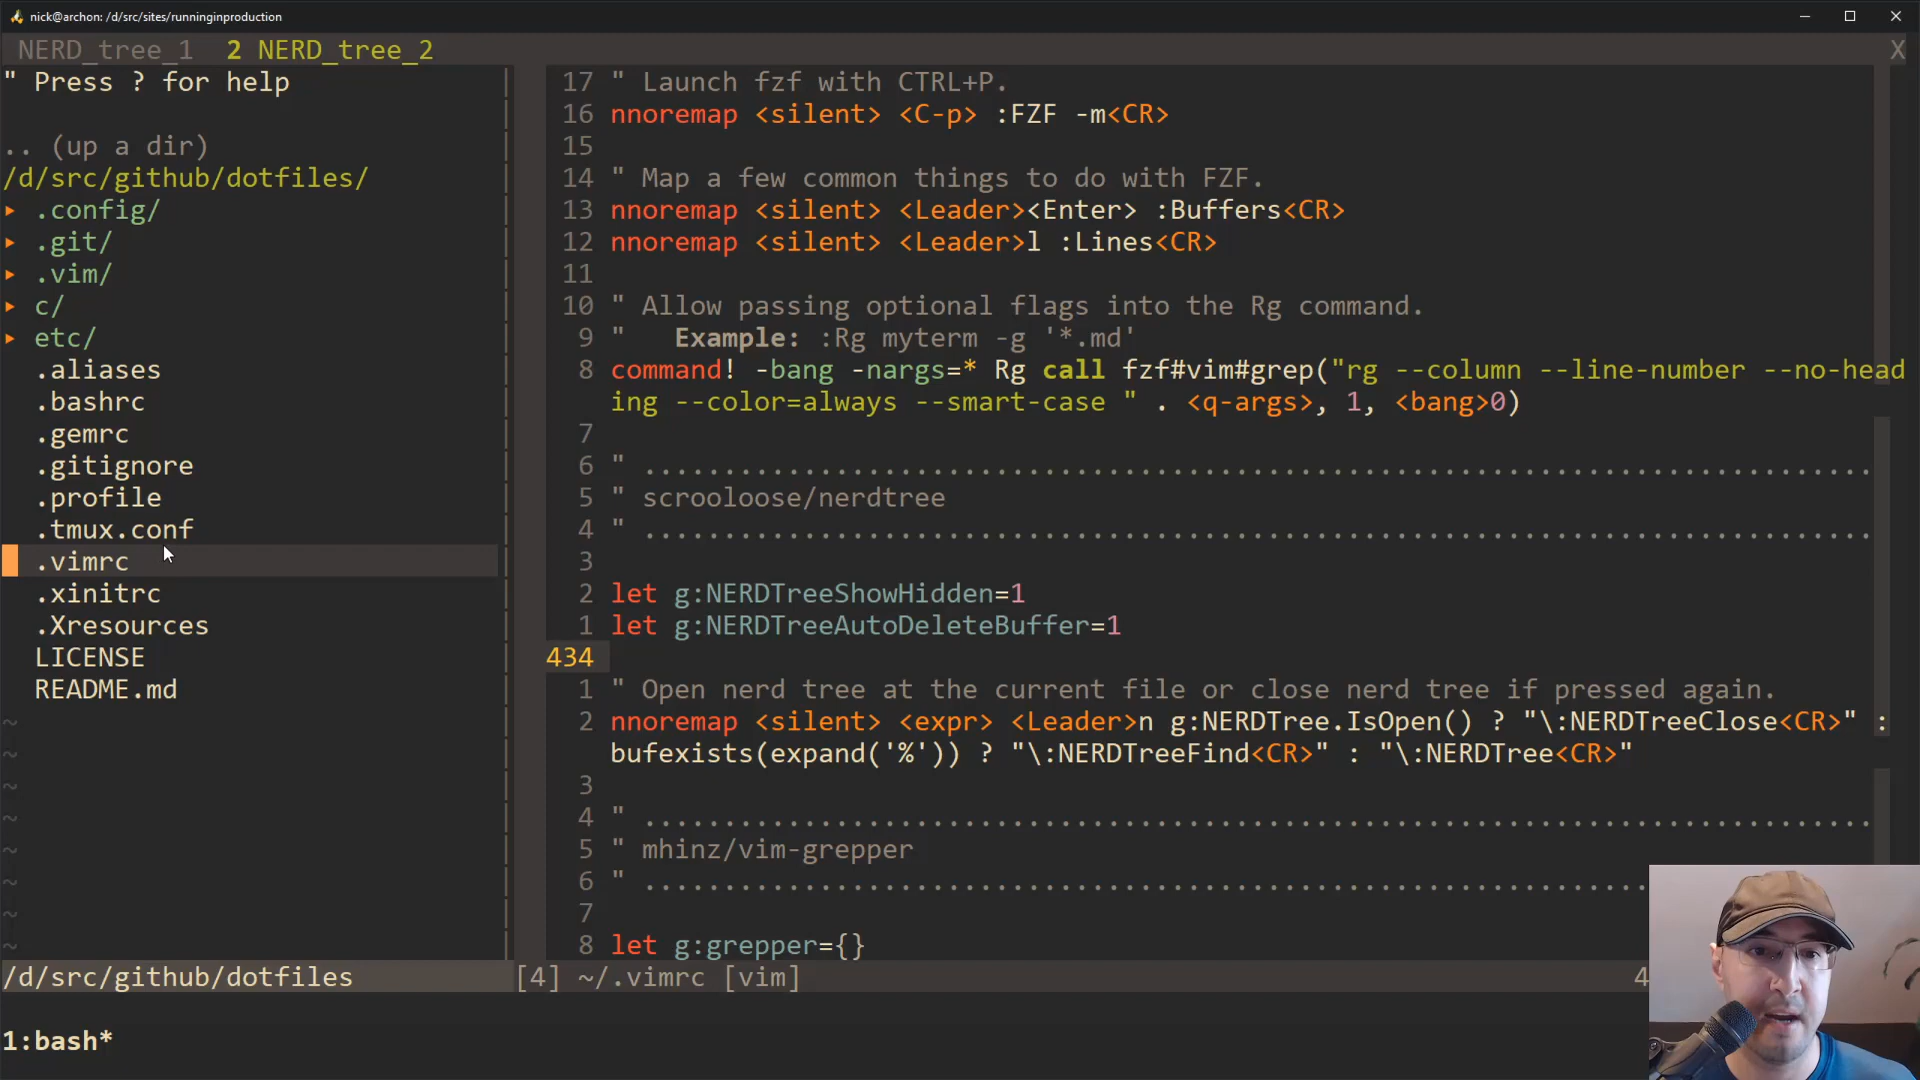 nick@archon: /d/src/sites/runninginproduction
NERD_tree_1 2 NERD_tree_2 X
" Press ? for help
.. (up a dir)
/d/src/github/dotfiles/
▸ .config/
▸ .git/
▸ .vim/
▸ c/
▸ etc/
.aliases
.bashrc
.gemrc
.gitignore
.profile
.tmux.conf
.vimrc
.xinitrc
.Xresources
LICENSE
README.md
~
~
~
~
~
~
~
~
/d/src/github/dotfiles
17 " Launch fzf with CTRL+P.
16 nnoremap <silent> <C-p> :FZF -m<CR>
15
14 " Map a few common things to do with FZF.
13 nnoremap <silent> <Leader><Enter> :Buffers<CR>
12 nnoremap <silent> <Leader>l :Lines<CR>
11
10 " Allow passing optional flags into the Rg command.
9 "   Example: :Rg myterm -g '*.md'
8 command! -bang -nargs=* Rg call fzf#vim#grep("rg --column --line-number --no-head
ing --color=always --smart-case " . <q-args>, 1, <bang>0)
7
6 " .............................................................................
5 " scrooloose/nerdtree
4 " .............................................................................
3
2 let g:NERDTreeShowHidden=1
1 let g:NERDTreeAutoDeleteBuffer=1
434
1 " Open nerd tree at the current file or close nerd tree if pressed again.
2 nnoremap <silent> <expr> <Leader>n g:NERDTree.IsOpen() ? "\:NERDTreeClose<CR>" :
bufexists(expand('%')) ? "\:NERDTreeFind<CR>" : "\:NERDTree<CR>"
3
4 " .............................................................................
5 " mhinz/vim-grepper
6 " ...............................................................
7
8 let g:grepper={}
[4] ~/.vimrc [vim] 4
1:bash*